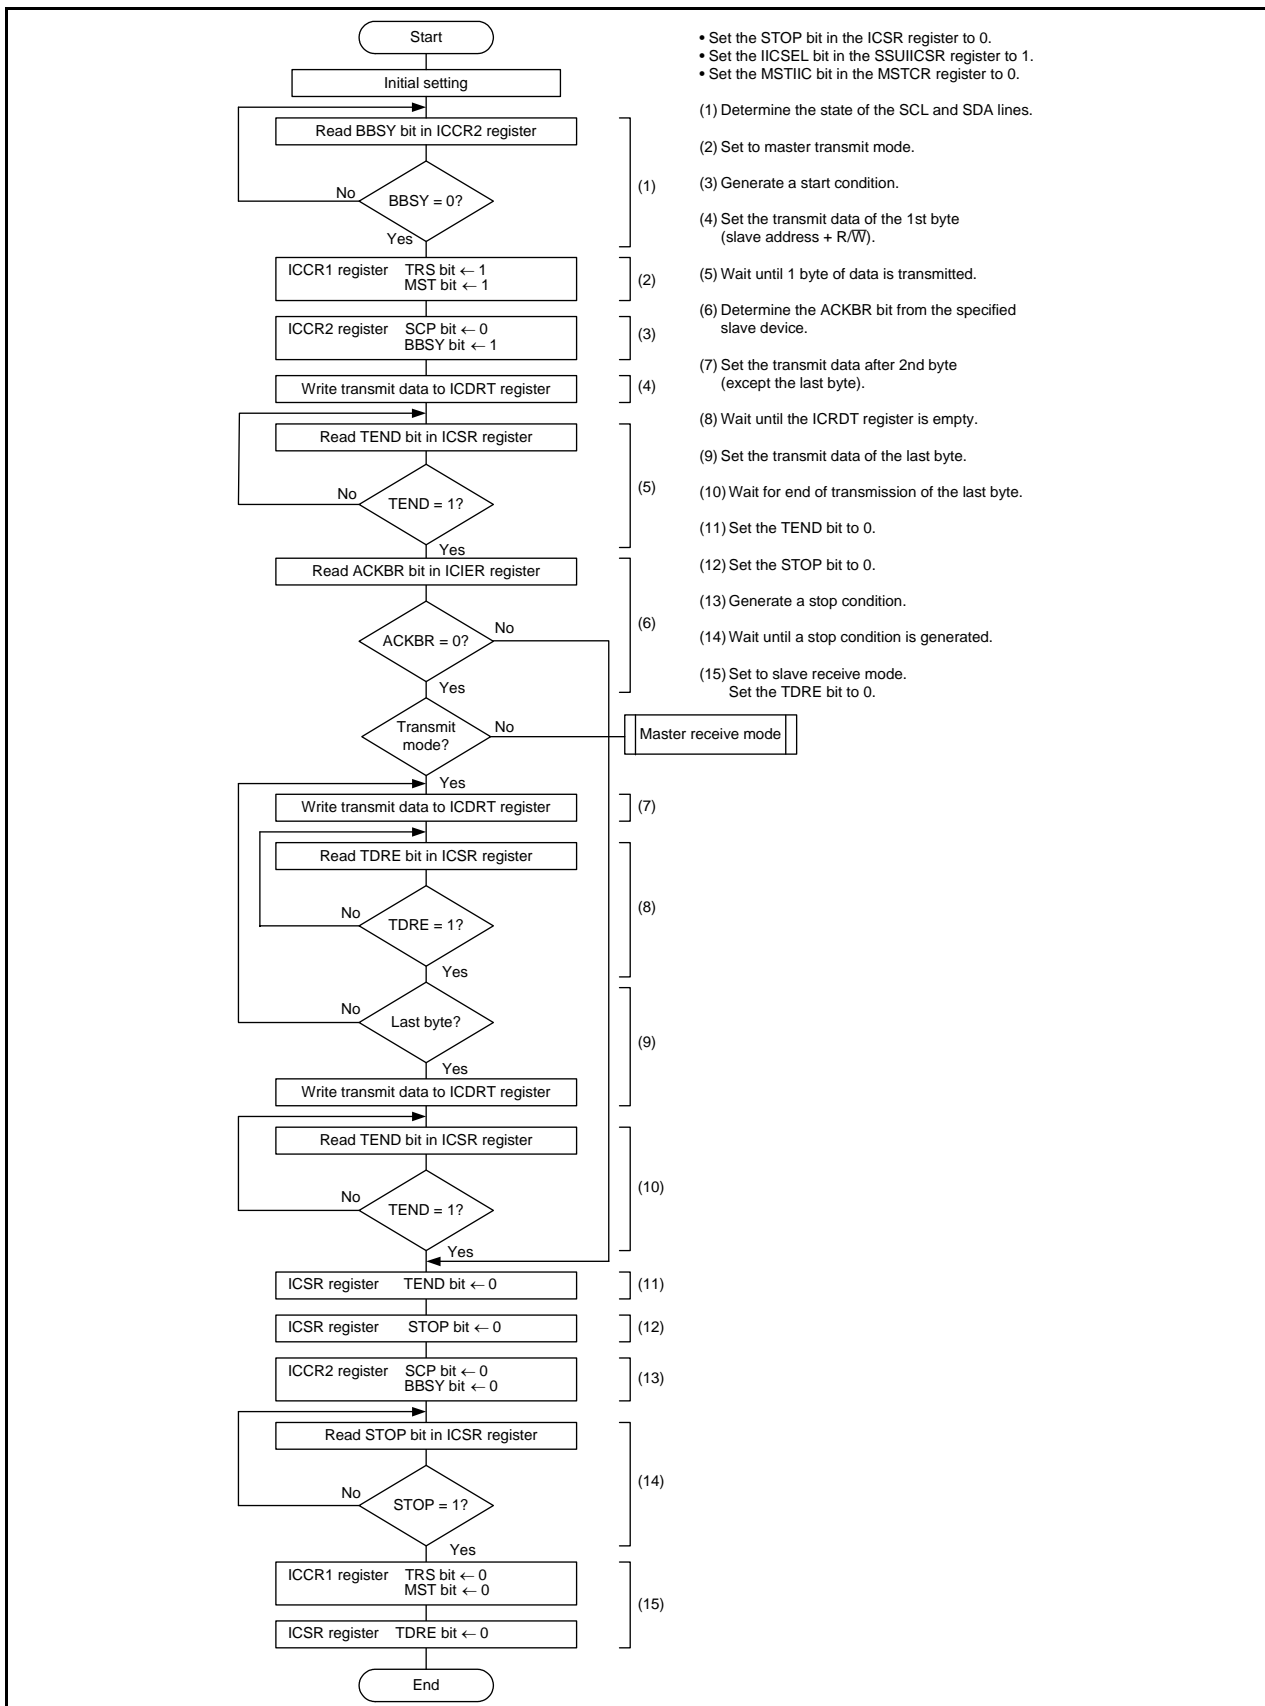 Start
Initial setting
Read BBSY bit in ICCR2 register
No
BBSY = 0?
Yes
(1)
ICCR1 register TRS bit ← 1
MST bit ← 1
(2)
ICCR2 register SCP bit ← 0
BBSY bit ← 1
(3)
Write transmit data to ICDRT register
(4)
Read TEND bit in ICSR register
No
TEND = 1?
Yes
(5)
Read ACKBR bit in ICIER register
ACKBR = 0?
No
Yes
(6)
Transmit
mode?
No
Master receive mode
Yes
Write transmit data to ICDRT register
(7)
Read TDRE bit in ICSR register
No
TDRE = 1?
Yes
(8)
No
Last byte?
Yes
Write transmit data to ICDRT register
(9)
Read TEND bit in ICSR register
No
TEND = 1?
Yes
(10)
ICSR register TEND bit ← 0
(11)
ICSR register STOP bit ← 0
(12)
ICCR2 register SCP bit ← 0
BBSY bit ← 0
(13)
Read STOP bit in ICSR register
No
STOP = 1?
Yes
(14)
ICCR1 register TRS bit ← 0
MST bit ← 0
ICSR register TDRE bit ← 0
(15)
End
• Set the STOP bit in the ICSR register to 0.
• Set the IICSEL bit in the SSUIICSR register to 1.
• Set the MSTIIC bit in the MSTCR register to 0.
(1) Determine the state of the SCL and SDA lines.
(2) Set to master transmit mode.
(3) Generate a start condition.
(4) Set the transmit data of the 1st byte
(slave address + R/W̅).
(5) Wait until 1 byte of data is transmitted.
(6) Determine the ACKBR bit from the specified
slave device.
(7) Set the transmit data after 2nd byte
(except the last byte).
(8) Wait until the ICRDT register is empty.
(9) Set the transmit data of the last byte.
(10) Wait for end of transmission of the last byte.
(11) Set the TEND bit to 0.
(12) Set the STOP bit to 0.
(13) Generate a stop condition.
(14) Wait until a stop condition is generated.
(15) Set to slave receive mode.
Set the TDRE bit to 0.